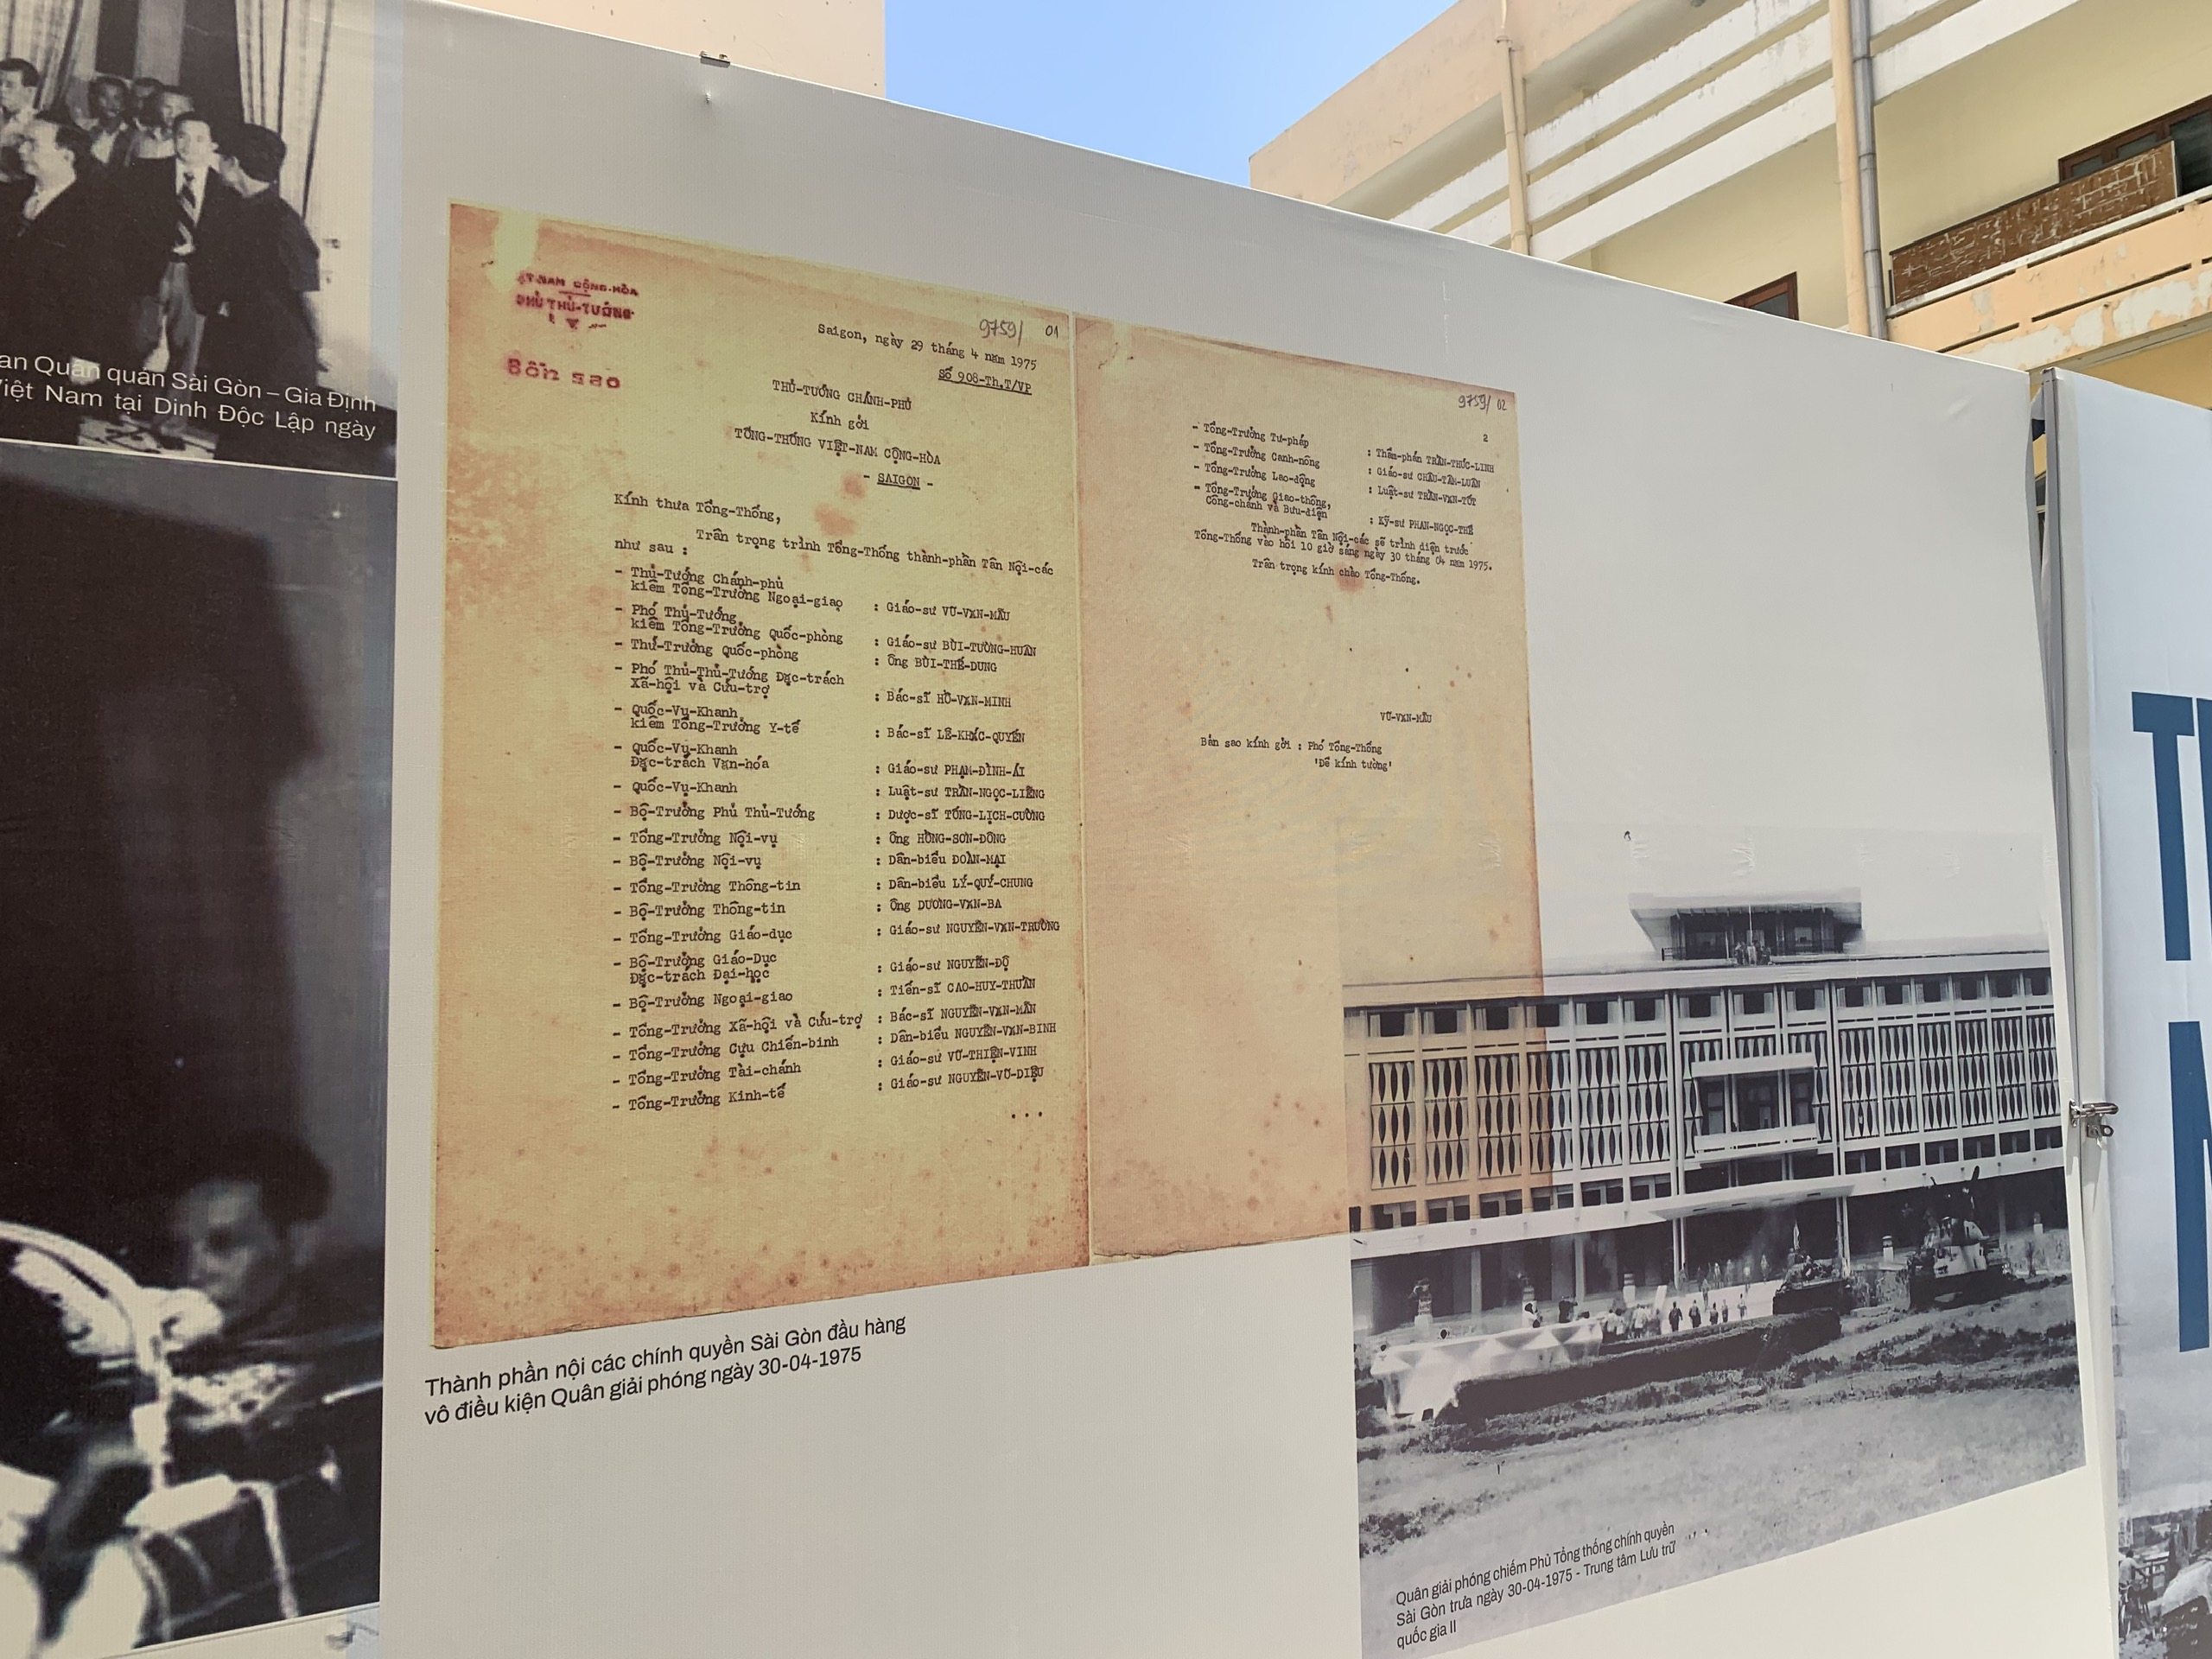 an Quân quản Sài Gòn – Gia Định
Việt Nam tại Dinh Độc Lập ngày
T-NAM CỘNG-HÒA
PHỦ THỦ-TƯỚNG
Bổn sao
9759/ 01
Saigon, ngày 29 tháng 4 năm 1975
Số 908-Th.T/VP
THỦ-TƯỚNG CHÁNH-PHỦ
Kính gởi
TỔNG-THỐNG VIỆT-NAM CỘNG-HÒA
- SAIGON -
Kính thưa Tổng-Thống,
Trân trọng trình Tổng-Thống thành-phần Tân Nội-các
như sau :
- Thủ-Tướng Chánh-phủ
kiêm Tổng-Trưởng Ngoại-giao : Giáo-sư VŨ-VĂN-MẪU
- Phó Thủ-Tướng,
kiêm Tổng-Trưởng Quốc-phòng : Giáo-sư BÙI-TƯỜNG-HUÂN
- Thứ-Trưởng Quốc-phòng : Ông BÙI-THẾ-DUNG
- Phó Thủ-Thủ-Tướng Đặc-trách
Xã-hội và Cứu-trợ : Bác-sĩ HỒ-VĂN-MINH
- Quốc-Vụ-Khanh
kiêm Tổng-Trưởng Y-tế : Bác-sĩ LÊ-KHẮC-QUYẾN
- Quốc-Vụ-Khanh
Đặc-trách Văn-hóa : Giáo-sư PHẠM-ĐÌNH-ÁI
- Quốc-Vụ-Khanh : Luật-sư TRẦN-NGỌC-LIỄNG
- Bộ-Trưởng Phủ Thủ-Tướng : Dược-sĩ TỐNG-LỊCH-CƯỜNG
- Tổng-Trưởng Nội-vụ : Ông HỒNG-SƠN-ĐÔNG
- Bộ-Trưởng Nội-vụ : Dân-biểu ĐOÀN-MẠI
- Tổng-Trưởng Thông-tin : Dân-biểu LÝ-QUÝ-CHUNG
- Bộ-Trưởng Thông-tin : Ông DƯƠNG-VĂN-BA
- Tổng-Trưởng Giáo-dục : Giáo-sư NGUYỄN-VĂN-TRƯỜNG
- Bộ-Trưởng Giáo-Dục
Đặc-trách Đại-học : Giáo-sư NGUYỄN-ĐỘ
- Bộ-Trưởng Ngoại-giao : Tiến-sĩ CAO-HUY-THUẦN
- Tổng-Trưởng Xã-hội và Cứu-trợ : Bác-sĩ NGUYỄN-VĂN-MẪN
- Tổng-Trưởng Cựu Chiến-binh : Dân-biểu NGUYỄN-VĂN-BINH
- Tổng-Trưởng Tài-chánh : Giáo-sư VŨ-THIỆN-VINH
- Tổng-Trưởng Kinh-tế : Giáo-sư NGUYỄN-VÕ-DIỆU
...
9759/ 02
2
- Tổng-Trưởng Tư-pháp : Thẩm-phán TRẦN-THÚC-LINH
- Tổng-Trưởng Canh-nông : Giáo-sư CHÂU-TÂM-LUÂN
- Tổng-Trưởng Lao-động : Luật-sư TRẦN-VĂN-TỐT
- Tổng-Trưởng Giao-thông,
Công-chánh và Bưu-điện : Kỹ-sư PHAN-NGỌC-THẾ
Thành-phần Tân Nội-các sẽ trình diện trước
Tổng-Thống vào hồi 10 giờ sáng ngày 30 tháng 04 năm 1975.
Trân trọng kính chào Tổng-Thống.
VŨ-VĂN-MẪU
Bản sao kính gởi : Phó Tổng-Thống
'Để kính tường'
Thành phần nội các chính quyền Sài Gòn đầu hàng
vô điều kiện Quân giải phóng ngày 30-04-1975
Quân giải phóng chiếm Phủ Tổng thống chính quyền
Sài Gòn trưa ngày 30-04-1975 - Trung tâm Lưu trữ
quốc gia II